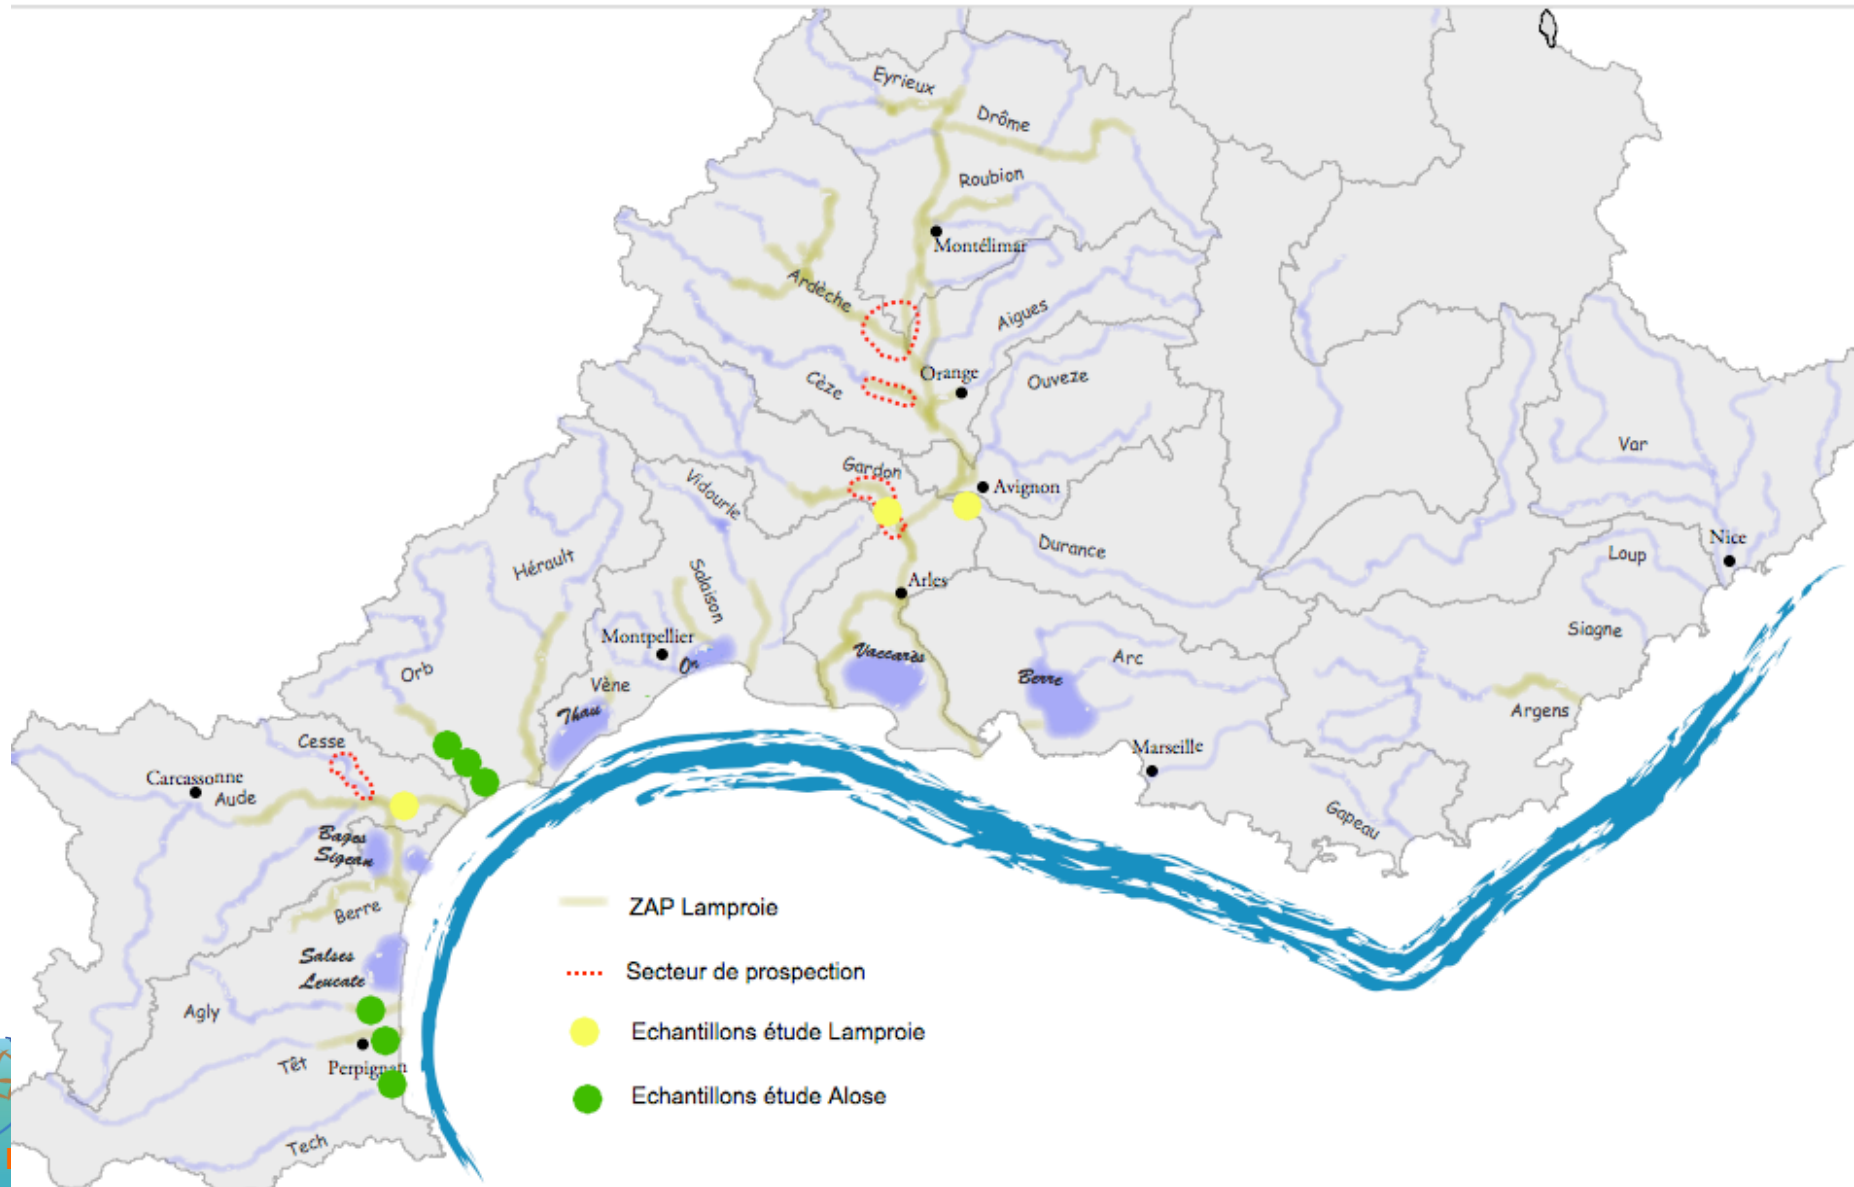 Eyrieux
Drôme
Roubion
Montélimar
Ardèche
Aigues
Orange
Cèze
Ouveze
Var
Gardon
Avignon
Vidourle
Durance
Nice
Loup
Hérault
Salaison
Arles
Siagne
Montpellier
Or
Vaccarès
Arc
Orb
Vène
Berre
Thau
Argens
Cesse
Marseille
Carcassonne
Aude
Gapeau
Bages
Sigean
Berre
ZAP Lamproie
Salses
Leucate
Secteur de prospection
Agly
Echantillons étude Lamproie
Têt
Perpignan
Echantillons étude Alose
Tech